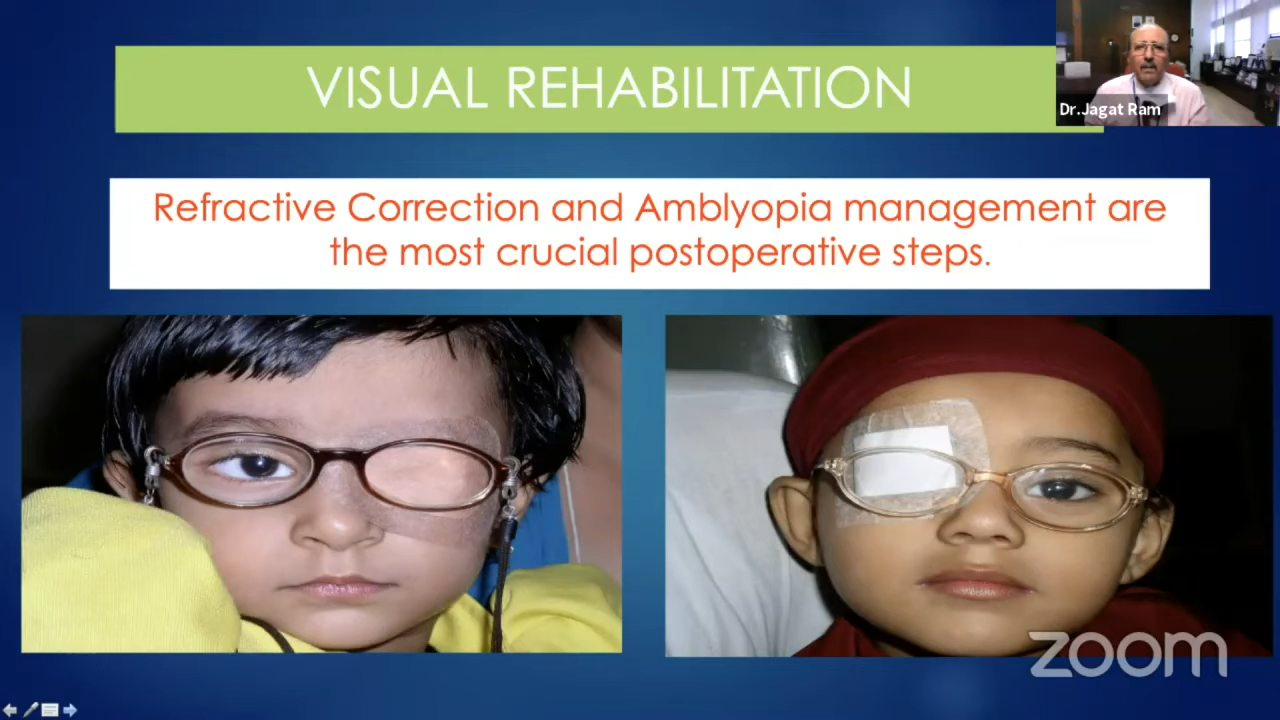 VISUAL REHABILITATION
Dr.Jagat Ram
Refractive Correction and Amblyopia management are
the most crucial postoperative steps.
zoom